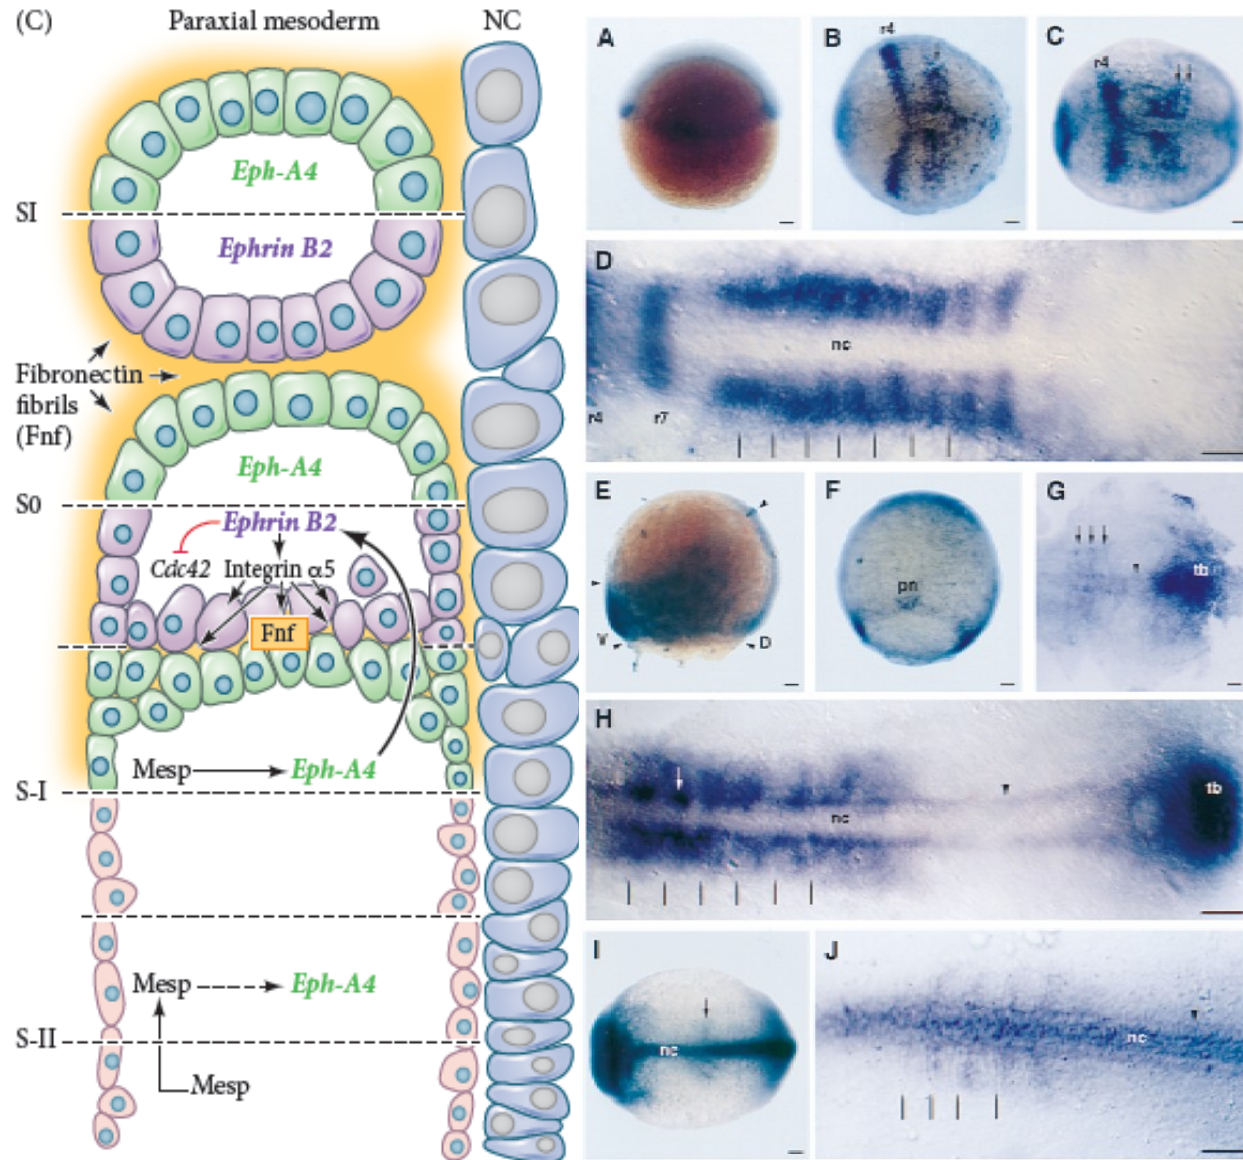 (C)
Paraxial mesoderm
NC
Eph-A4
SI
Ephrin B2
Fibronectin
fibrils
(Fnf)
Eph-A4
S0
Ephrin B2
Cdc42
Integrin α5
Fnf
Mesp
Eph-A4
S-I
Mesp
Eph-A4
S-II
Mesp
A
B
r4
C
r4
D
nc
r4
r7
E
V
D
F
pn
G
tb
H
nc
tb
I
nc
J
nc